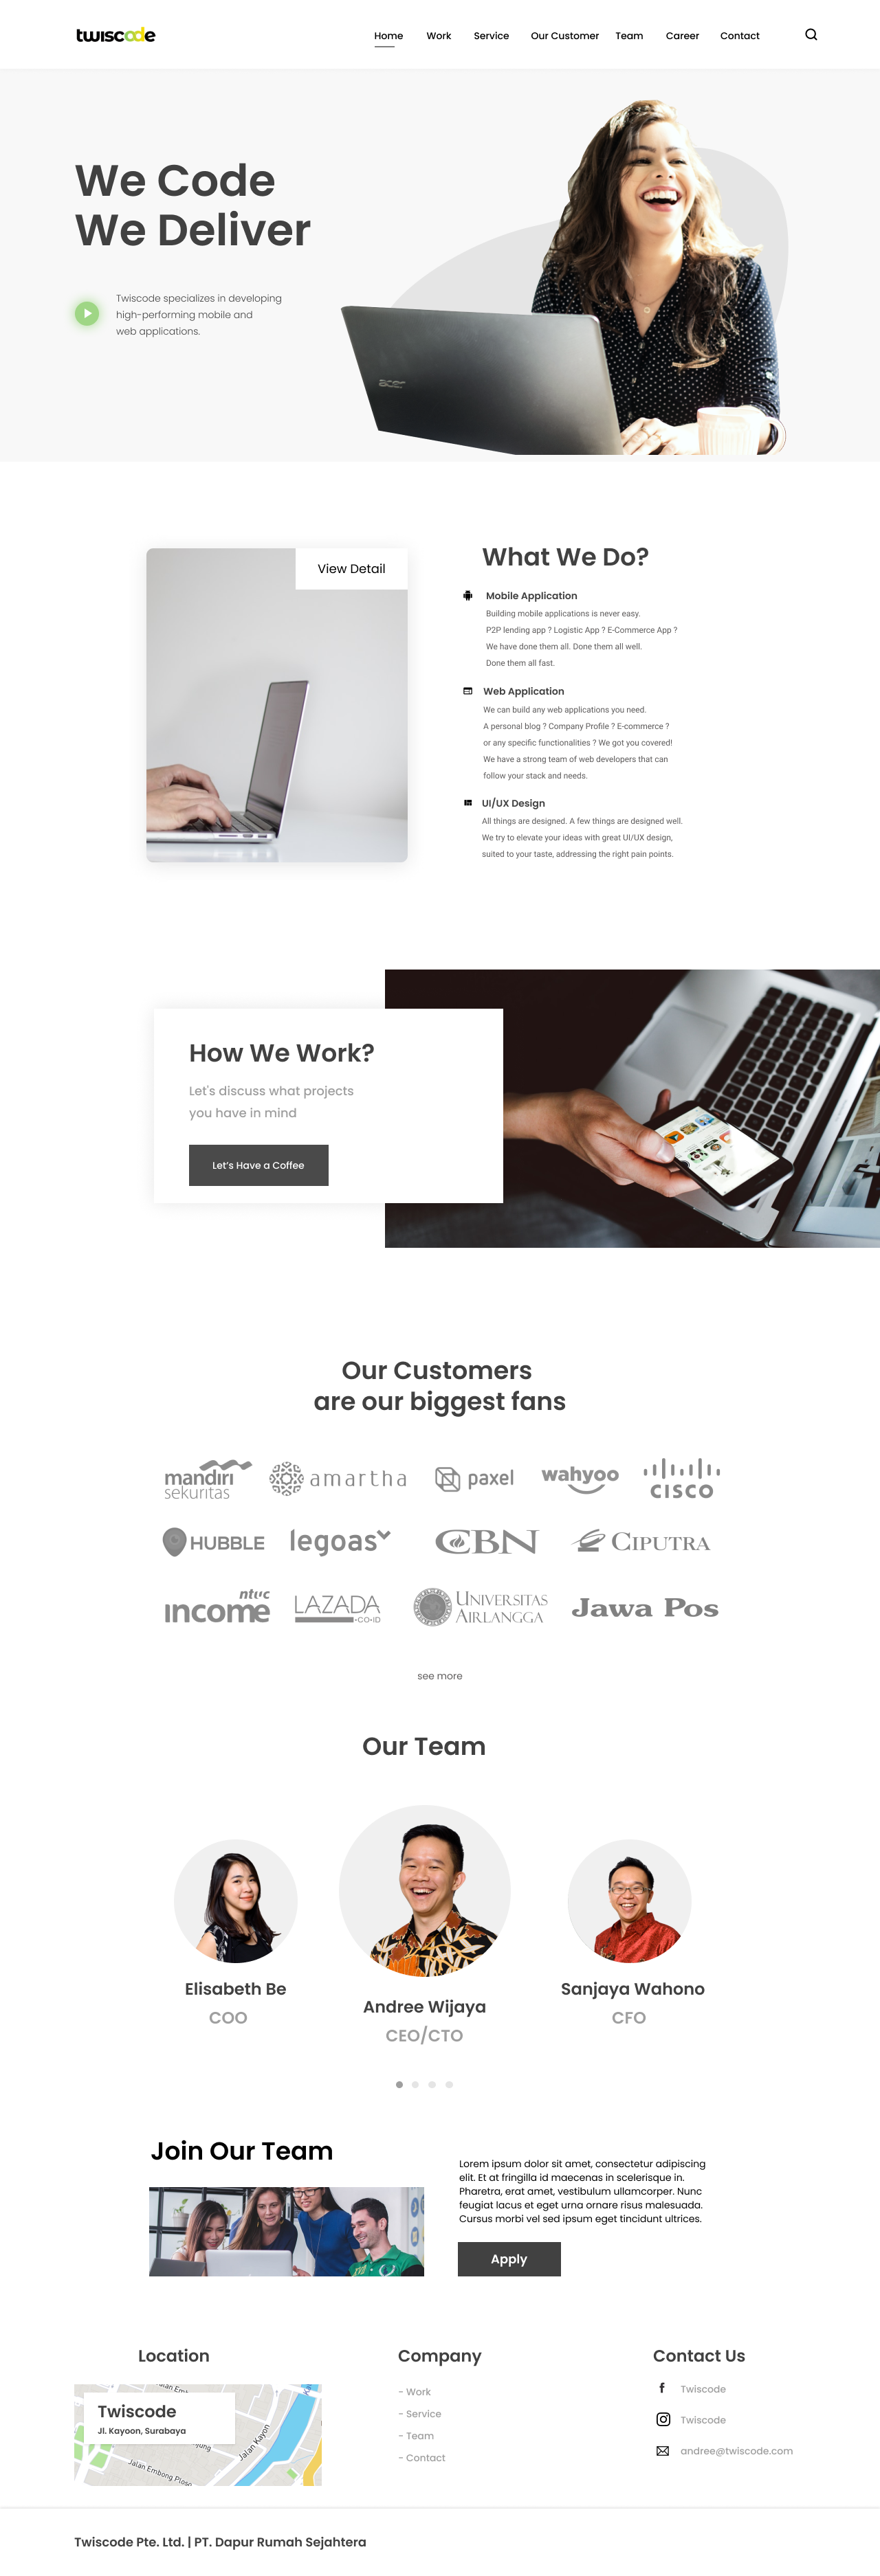 twiscode
Home Work Service Our Customer Team Career Contact
We Code
We Deliver
Twiscode specializes in developing
high-performing mobile and
web applications.
acer
View Detail
What We Do?
Mobile Application
Building mobile applications is never easy.
P2P lending app ? Logistic App ? E-Commerce App ?
We have done them all. Done them all well.
Done them all fast.
Web Application
We can build any web applications you need.
A personal blog ? Company Profile ? E-commerce ?
or any specific functionalities ? We got you covered!
We have a strong team of web developers that can
follow your stack and needs.
UI/UX Design
All things are designed. A few things are designed well.
We try to elevate your ideas with great UI/UX design,
suited to your taste, addressing the right pain points.
How We Work?
Let's discuss what projects
you have in mind
Let's Have a Coffee
Our Customers
are our biggest fans
mandiri
sekuritas
amartha
paxel
wahyoo
CISCO
HUBBLE
legoas
CBN
CIPUTRA
ntuc
income
LAZADA
•CO•ID
UNIVERSITAS
AIRLANGGA
Jawa Pos
see more
Our Team
Elisabeth Be
COO
Andree Wijaya
CEO/CTO
Sanjaya Wahono
CFO
Join Our Team
Lorem ipsum dolor sit amet, consectetur adipiscing
elit. Et at fringilla id maecenas in scelerisque in.
Pharetra, erat amet, vestibulum ullamcorper. Nunc
feugiat lacus et eget urna ornare risus malesuada.
Cursus morbi vel sed ipsum eget tincidunt ultrices.
Apply
Location
Twiscode
Jl. Kayoon, Surabaya
Jalan Kayon
Jalan Embong Ploso
Company
- Work
- Service
- Team
- Contact
Contact Us
Twiscode
Twiscode
andree@twiscode.com
Twiscode Pte. Ltd. | PT. Dapur Rumah Sejahtera